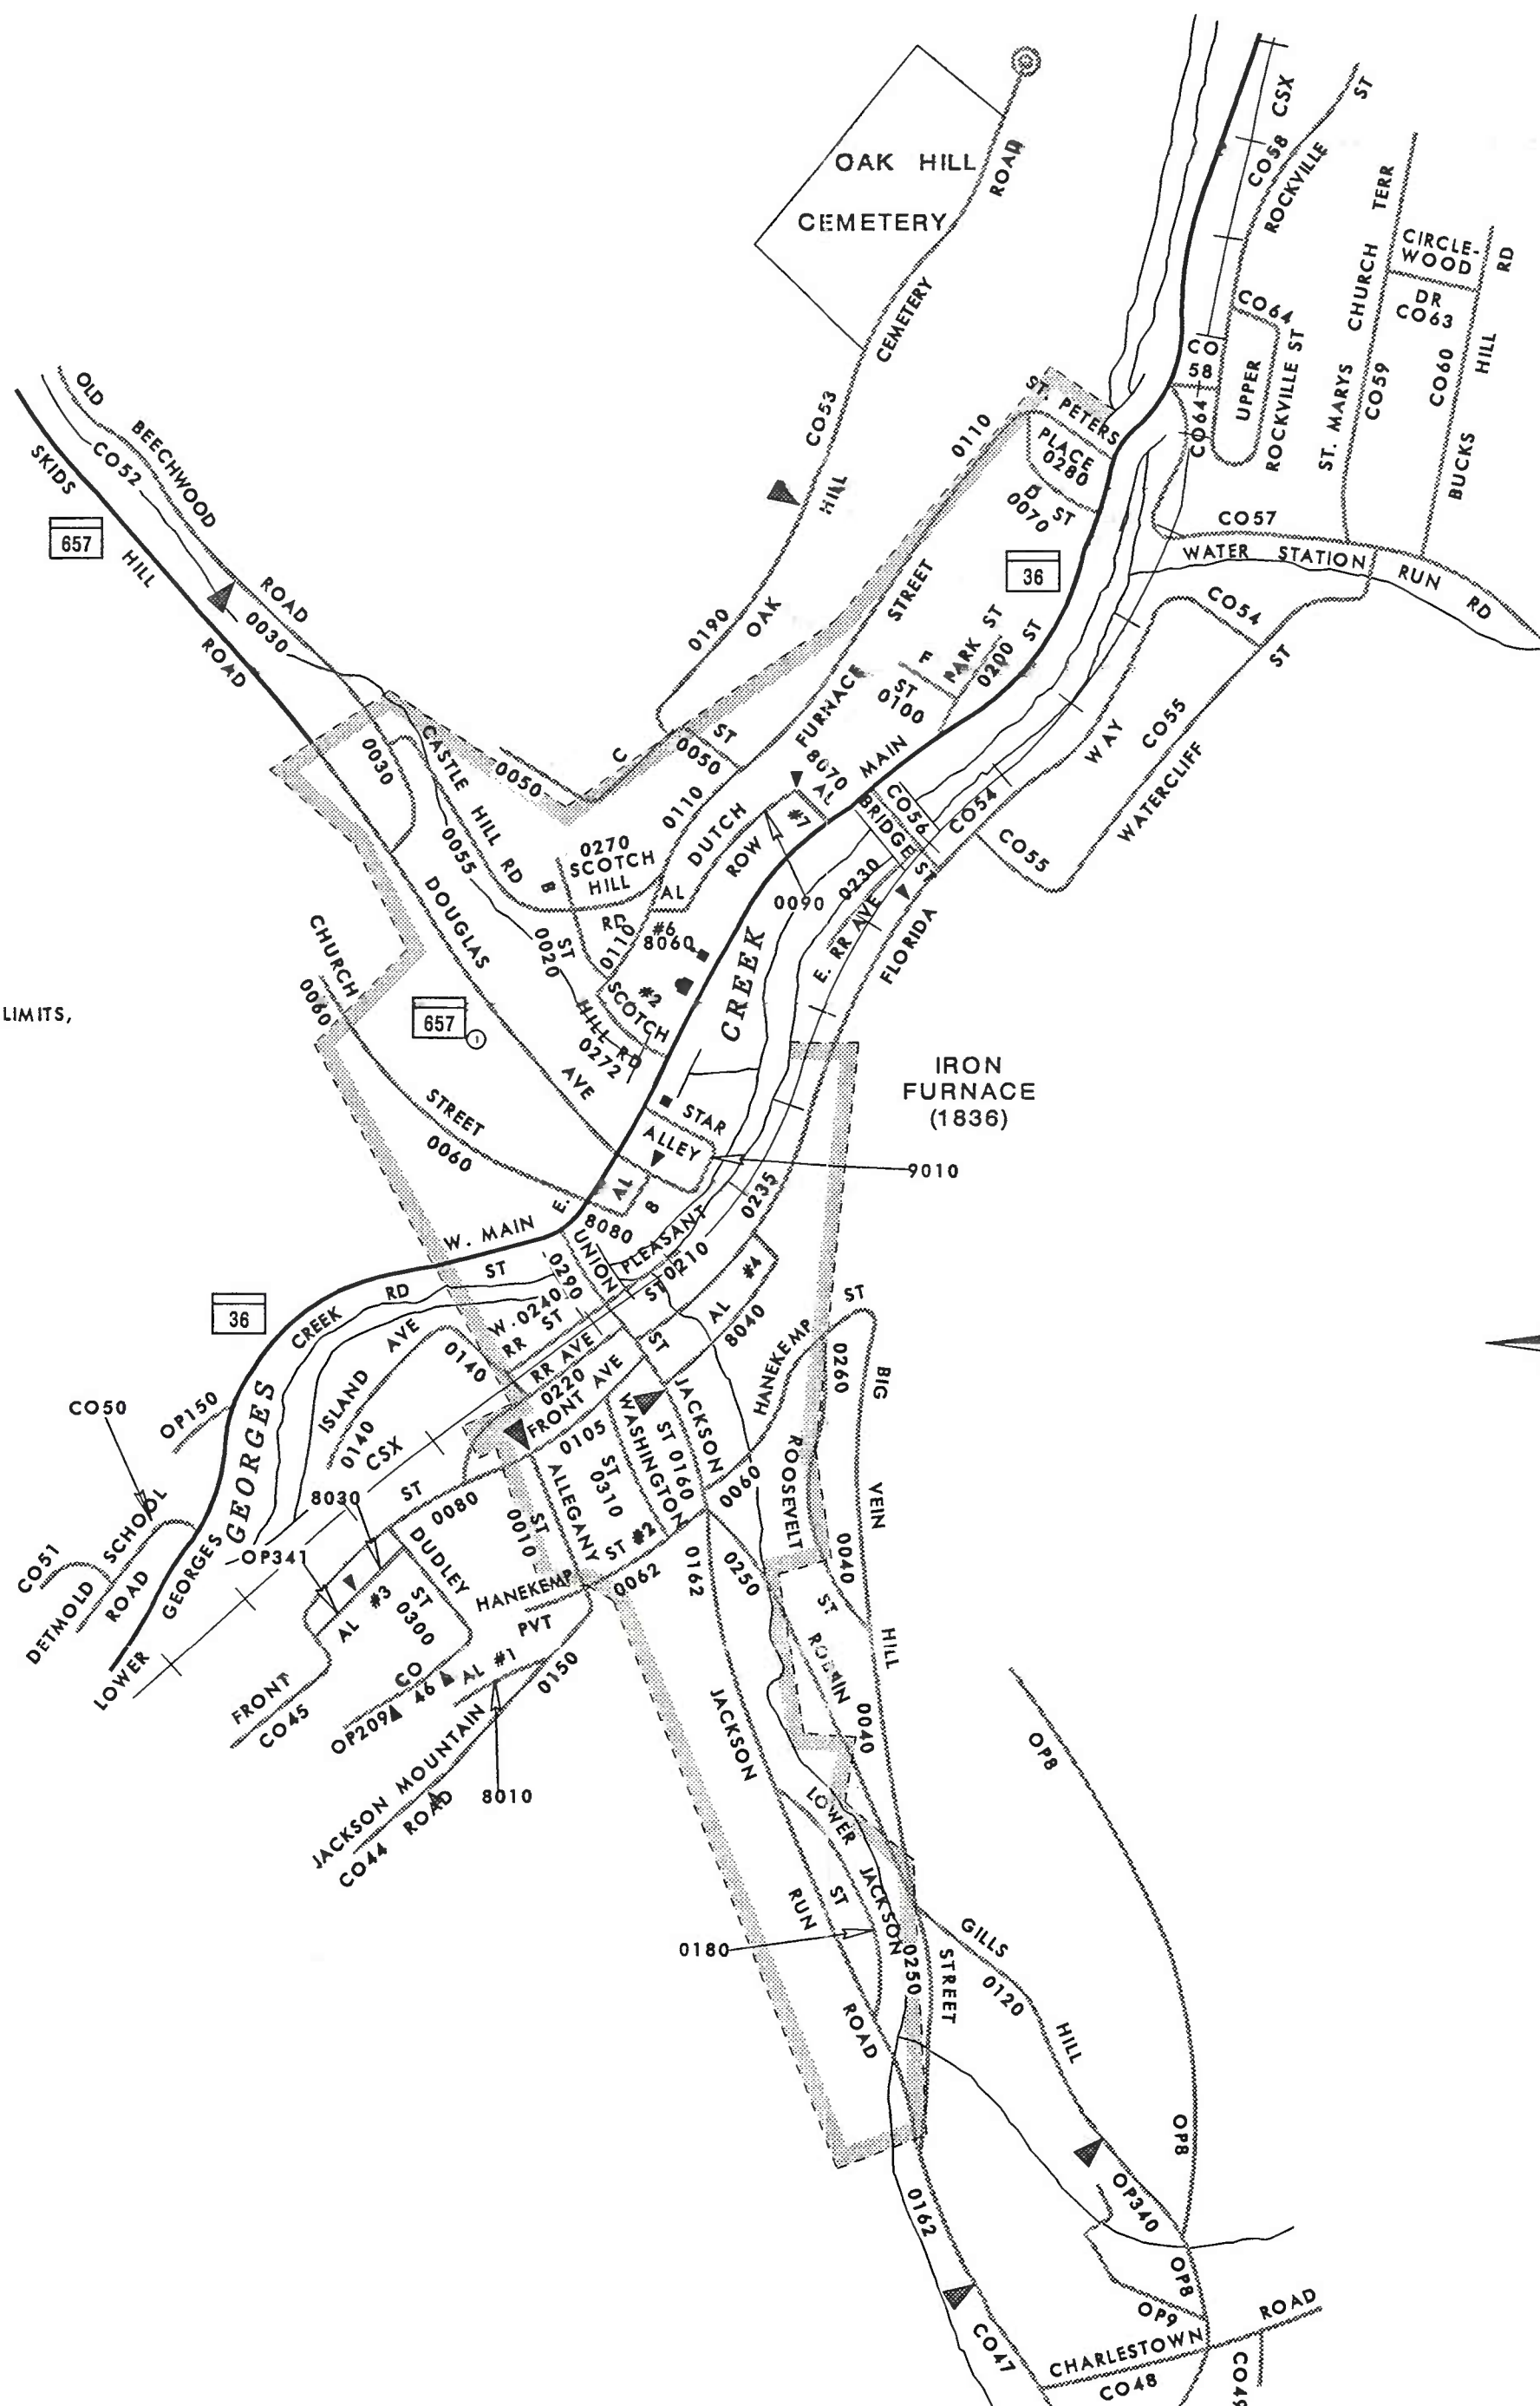 OAK HILL
CEMETERY
CEMETERY
ROAD
CO53
HILL
OAK
0190
CSX
CO58
ROCKVILLE
ST
CO64
CO
58
CO64
UPPER
ROCKVILLE ST
ST. MARYS CHURCH TERR
CO59
CIRCLE-
WOOD
DR
CO63
CO60
BUCKS HILL RD
CO57
WATER STATION RUN RD
CO54
ST
CO55
WATERCLIFF
WAY
CO55
CO54
CO56
ST. PETERS
PLACE
0280
D ST
0070
0110
STREET
FURNACE
36
PARK ST
0200
ST
F
ST
0100
MAIN
8070
AL
#7
DUTCH
ROW
0090
BRIDGE ST
0230
E. RR AVE
FLORIDA
OLD BEECHWOOD ROAD
CO52
SKIDS HILL ROAD
657
0030
0030
CASTLE HILL RD
0055
0050
C ST
0050
0110
0270
SCOTCH
HILL
RD
AL
#6
8060
B
ST
0020
0110
#2
SCOTCH
HILL RD
0272
DOUGLAS
AVE
657
1
CHURCH
0060
STREET
0060
LIMITS,
CREEK
IRON
FURNACE
(1836)
STAR
ALLEY
9010
AL
8
8080
E.
W. MAIN
ST
UNION
PLEASANT
0235
0210
ST
0290
W.
0240
RR ST
RR AVE
0220
FRONT AVE
0105
ST
AL
#4
8040
HANEKEMP
ST
0260
BIG
VEIN
HILL
36
CREEK RD
ISLAND AVE
0140
0140
CSX
GEORGES
OP150
CO50
CO51
DETMOLD SCHOOL
ROAD
LOWER GEORGES
8030
OP341
ST
0080
AL #3
DUDLEY
ST
0300
FRONT
CO45
CO
46
OP209
AL #1
8010
PVT
0150
JACKSON MOUNTAIN
ROAD
CO44
ALLEGANY
ST
0010
WASHINGTON
ST
0310
ST 0160
JACKSON
HANEKEMP
ST #2
0062
0060
0162
0250
ROOSEVELT
ST
0040
0040
JACKSON
RUN
ROAD
LOWER
JACKSON
ST
0180
0250
STREET
GILLS
0120
HILL
OP8
OP8
OP340
OP8
OP9
0162
CO47
CHARLESTOWN
ROAD
CO48
CO49